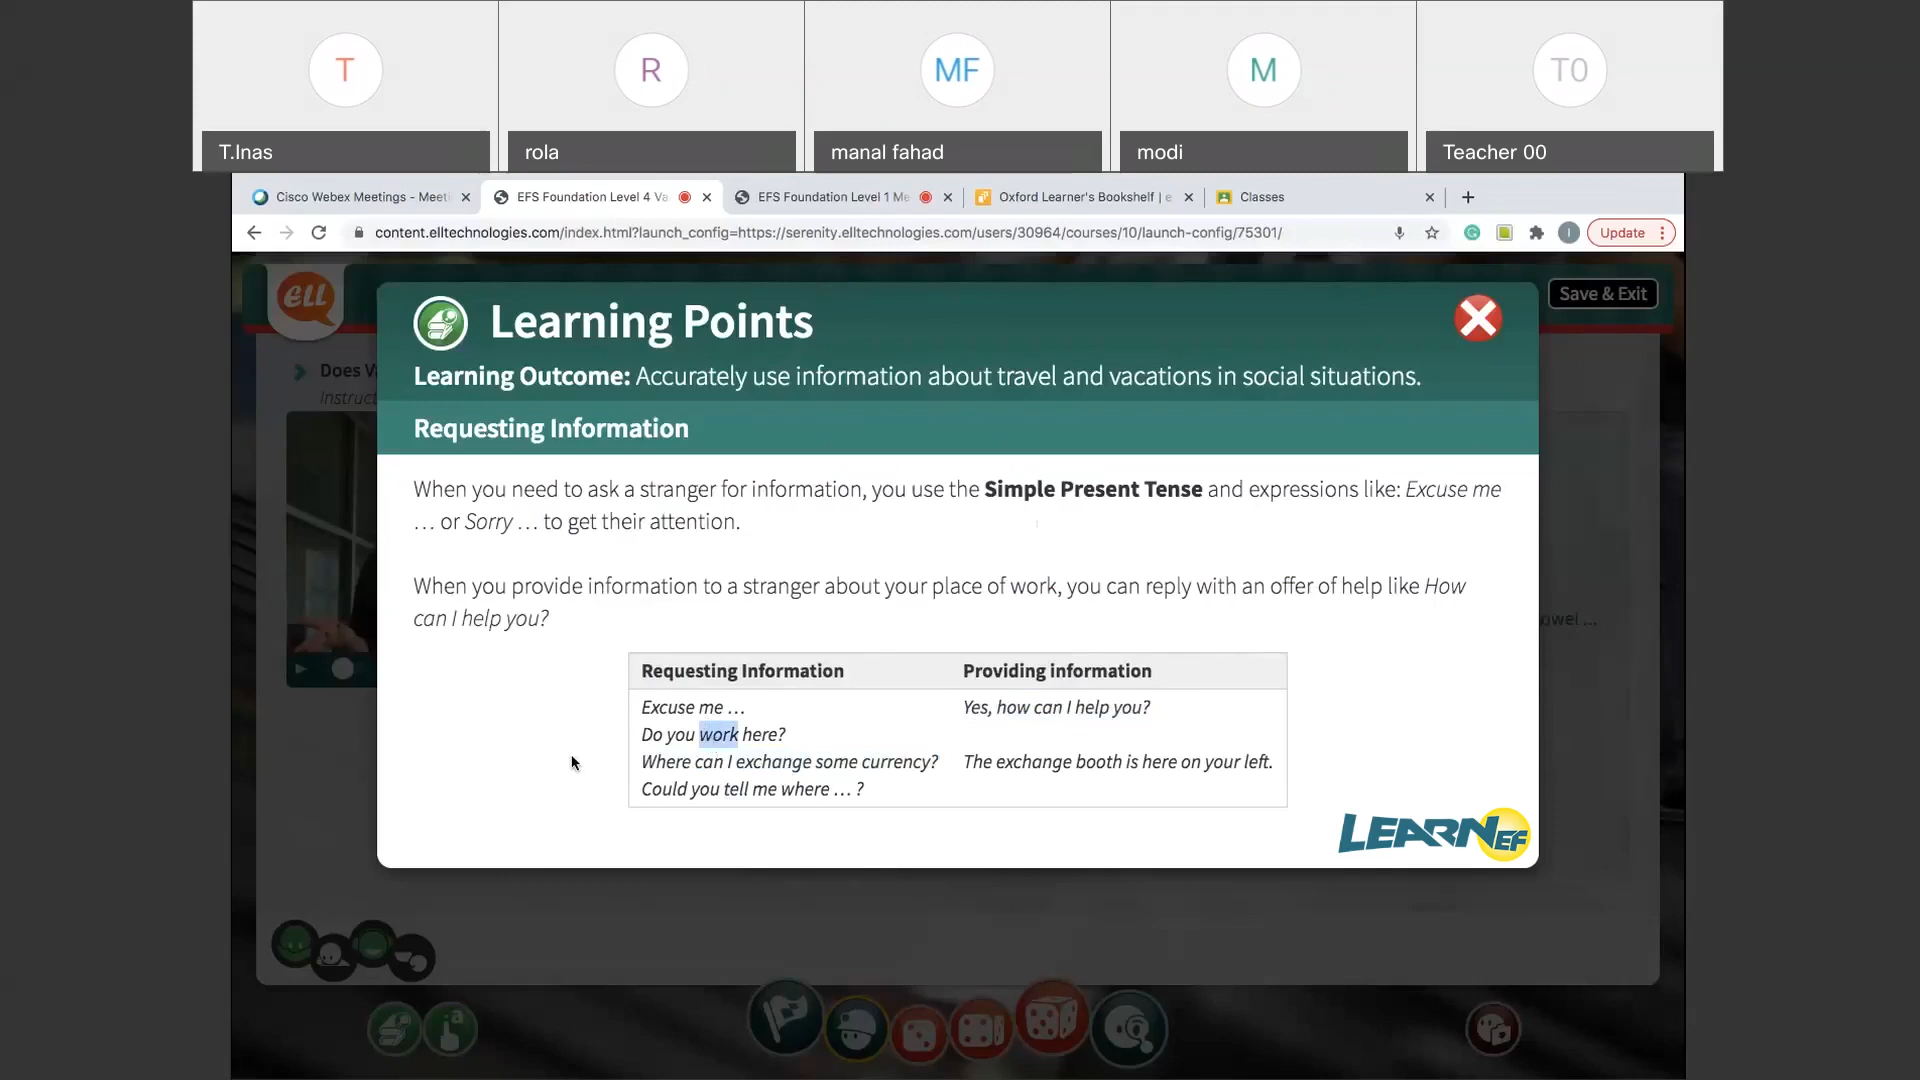 T
R
MF
M
T0
T.Inas
rola
manal fahad
modi
Teacher 00
Cisco Webex Meetings - Meeti
EFS Foundation Level 4 Va
EFS Foundation Level 1 Me
Oxford Learner's Bookshelf | e
Classes
content.elltechnologies.com/index.html?launch_config=https://serenity.elltechnologies.com/users/30964/courses/10/launch-config/75301/
I
Update
ell
Save & Exit
Learning Points
Learning Outcome: Accurately use information about travel and vacations in social situations.
Does Va
Instruct
Requesting Information
When you need to ask a stranger for information, you use the Simple Present Tense and expressions like: Excuse me
... or Sorry ... to get their attention.
When you provide information to a stranger about your place of work, you can reply with an offer of help like How
can I help you?
Requesting Information Providing information
Excuse me ... Yes, how can I help you?
Do you work here?
Where can I exchange some currency? The exchange booth is here on your left.
Could you tell me where ... ?
LEARN EF
a